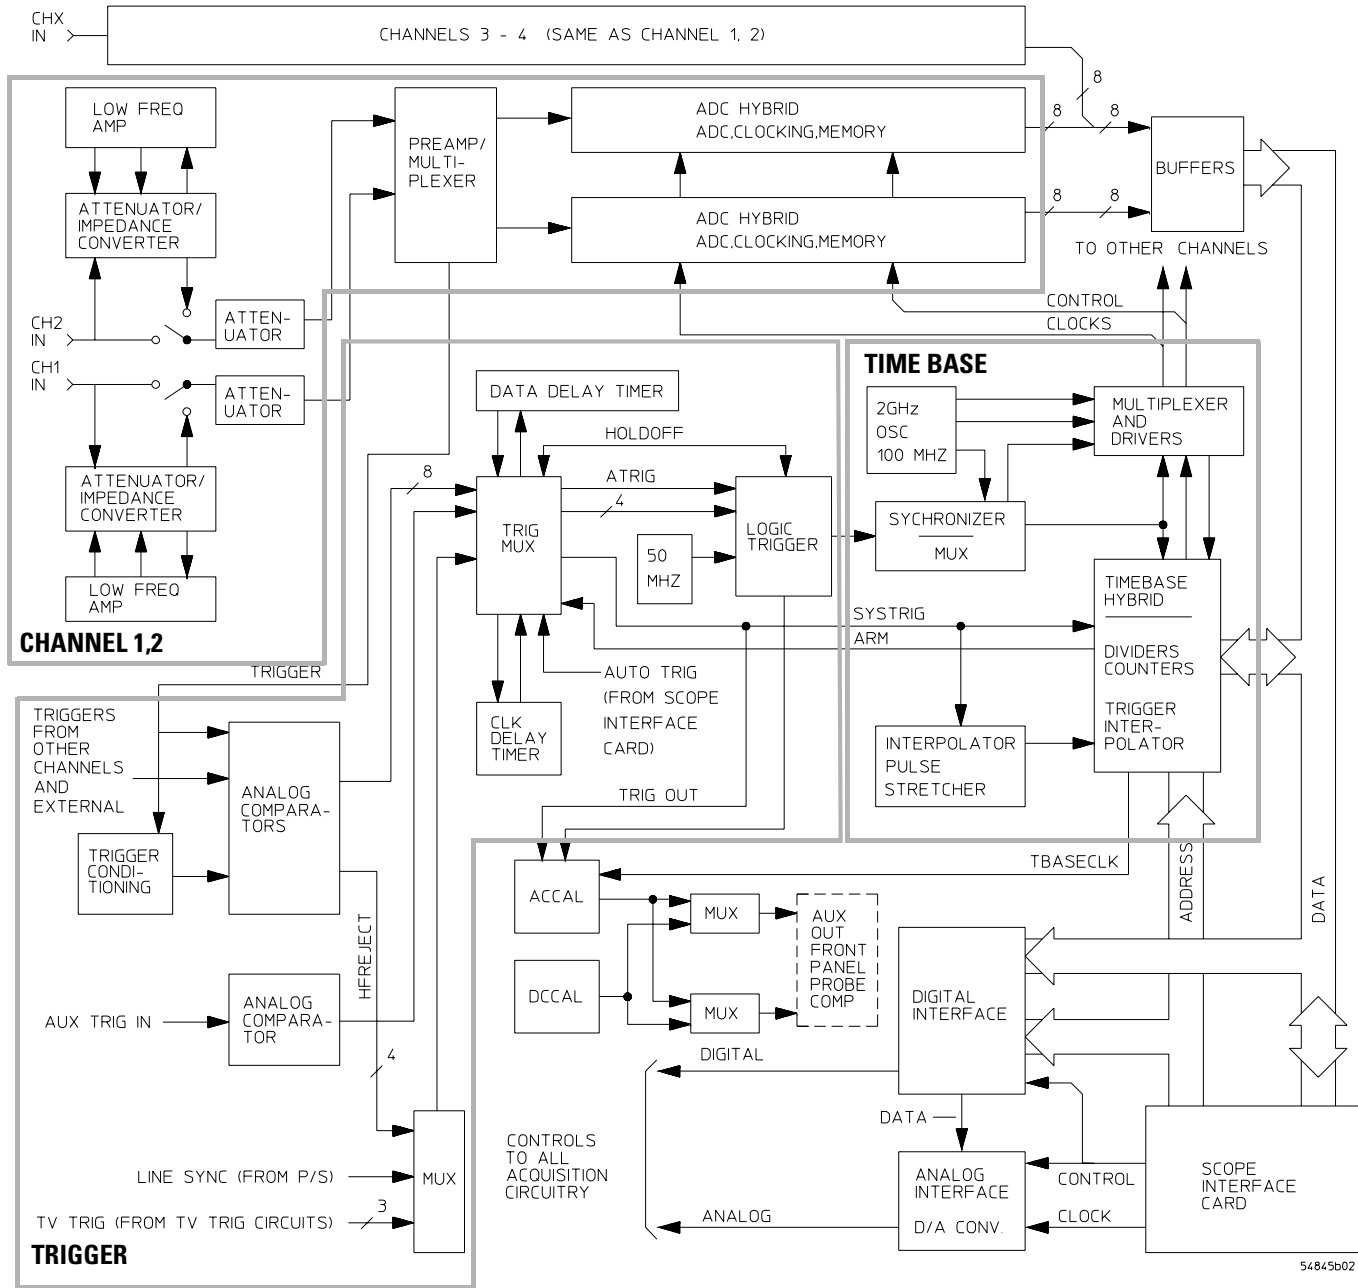 CHX
IN
CHANNELS 3 - 4 (SAME AS CHANNEL 1, 2)
8
LOW FREQ
AMP
PREAMP/
MULTI-
PLEXER
ADC HYBRID
ADC,CLOCKING,MEMORY
8
8
BUFFERS
ATTENUATOR/
IMPEDANCE
CONVERTER
ADC HYBRID
ADC,CLOCKING,MEMORY
8
8
TO OTHER CHANNELS
CONTROL
CLOCKS
CH2
IN
ATTEN-
UATOR
CH1
IN
ATTEN-
UATOR
ATTENUATOR/
IMPEDANCE
CONVERTER
LOW FREQ
AMP
CHANNEL 1,2
TIME BASE
DATA DELAY TIMER
HOLDOFF
2GHz
OSC
100 MHZ
MULTIPLEXER
AND
DRIVERS
8
TRIG
MUX
ATRIG
4
50
MHZ
LOGIC
TRIGGER
SYCHRONIZER
MUX
TIMEBASE
HYBRID
DIVIDERS
COUNTERS
TRIGGER
INTER-
POLATOR
SYSTRIG
ARM
TRIGGER
AUTO TRIG
(FROM SCOPE
INTERFACE
CARD)
CLK
DELAY
TIMER
INTERPOLATOR
PULSE
STRETCHER
TRIGGERS
FROM
OTHER
CHANNELS
AND
EXTERNAL
ANALOG
COMPARA-
TORS
TRIG OUT
TRIGGER
CONDI-
TIONING
TBASECLK
ADDRESS
DATA
ACCAL
MUX
AUX
OUT
FRONT
PANEL
PROBE
COMP
HFREJECT
DCCAL
MUX
DIGITAL
INTERFACE
AUX TRIG IN
ANALOG
COMPARA-
TOR
4
DIGITAL
DATA
CONTROLS
TO ALL
ACQUISITION
CIRCUITRY
MUX
LINE SYNC (FROM P/S)
3
TV TRIG (FROM TV TRIG CIRCUITS)
ANALOG
ANALOG
INTERFACE
D/A CONV.
CONTROL
CLOCK
SCOPE
INTERFACE
CARD
TRIGGER
54845b02